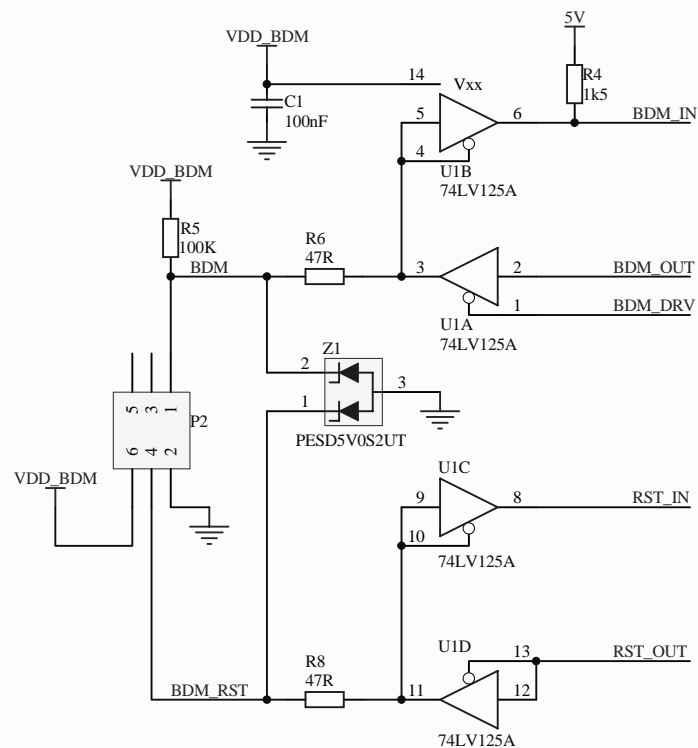 5V
VDD_BDM
14
Vxx
R4
1k5
C1
100nF
5
6
BDM_IN
4
U1B
74LV125A
VDD_BDM
R5
100K
BDM
R6
47R
3
2
BDM_OUT
U1A
1
BDM_DRV
74LV125A
Z1
2
3
1
PESD5V0S2UT
5
3
1
P2
6
4
2
VDD_BDM
U1C
9
8
RST_IN
10
74LV125A
U1D
13
RST_OUT
R8
47R
BDM_RST
11
12
74LV125A